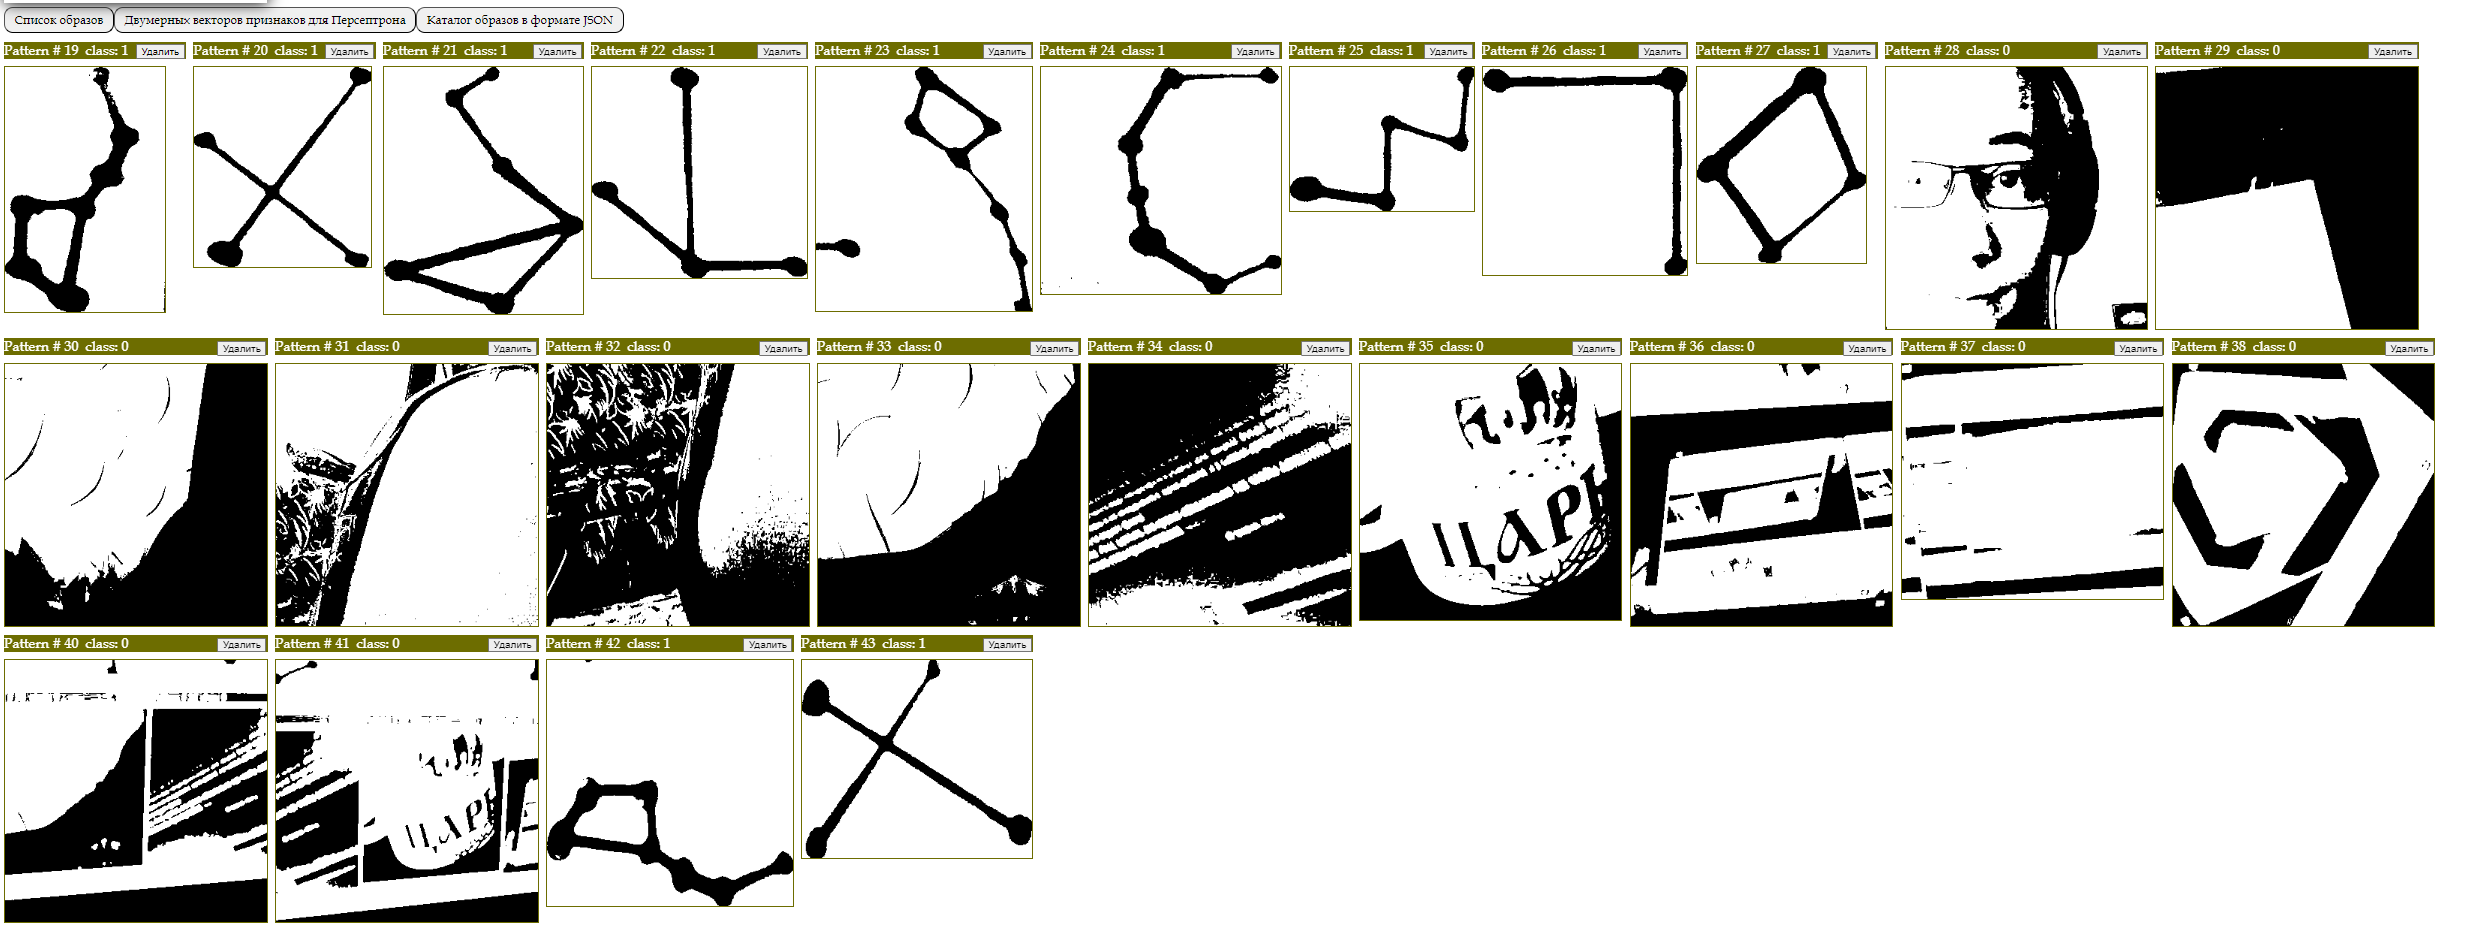 Список образов Двумерных векторов признаков для Персептрона Каталог образов в формате JSON
Pattern # 19 class: 1 Удалить Pattern # 20 class: 1 Удалить Pattern # 21 class: 1 Удалить Pattern # 22 class: 1 Удалить Pattern # 23 class: 1 Удалить Pattern # 24 class: 1 Удалить Pattern # 25 class: 1 Удалить Pattern # 26 class: 1 Удалить Pattern # 27 class: 1 Удалить Pattern # 28 class: 0 Удалить Pattern # 29 class: 0 Удалить
Pattern # 30 class: 0 Удалить Pattern # 31 class: 0 Удалить Pattern # 32 class: 0 Удалить Pattern # 33 class: 0 Удалить Pattern # 34 class: 0 Удалить Pattern # 35 class: 0 Удалить Pattern # 36 class: 0 Удалить Pattern # 37 class: 0 Удалить Pattern # 38 class: 0 Удалить
ЦАРЬ
Pattern # 40 class: 0 Удалить Pattern # 41 class: 0 Удалить Pattern # 42 class: 1 Удалить Pattern # 43 class: 1 Удалить
ЦАРЬ